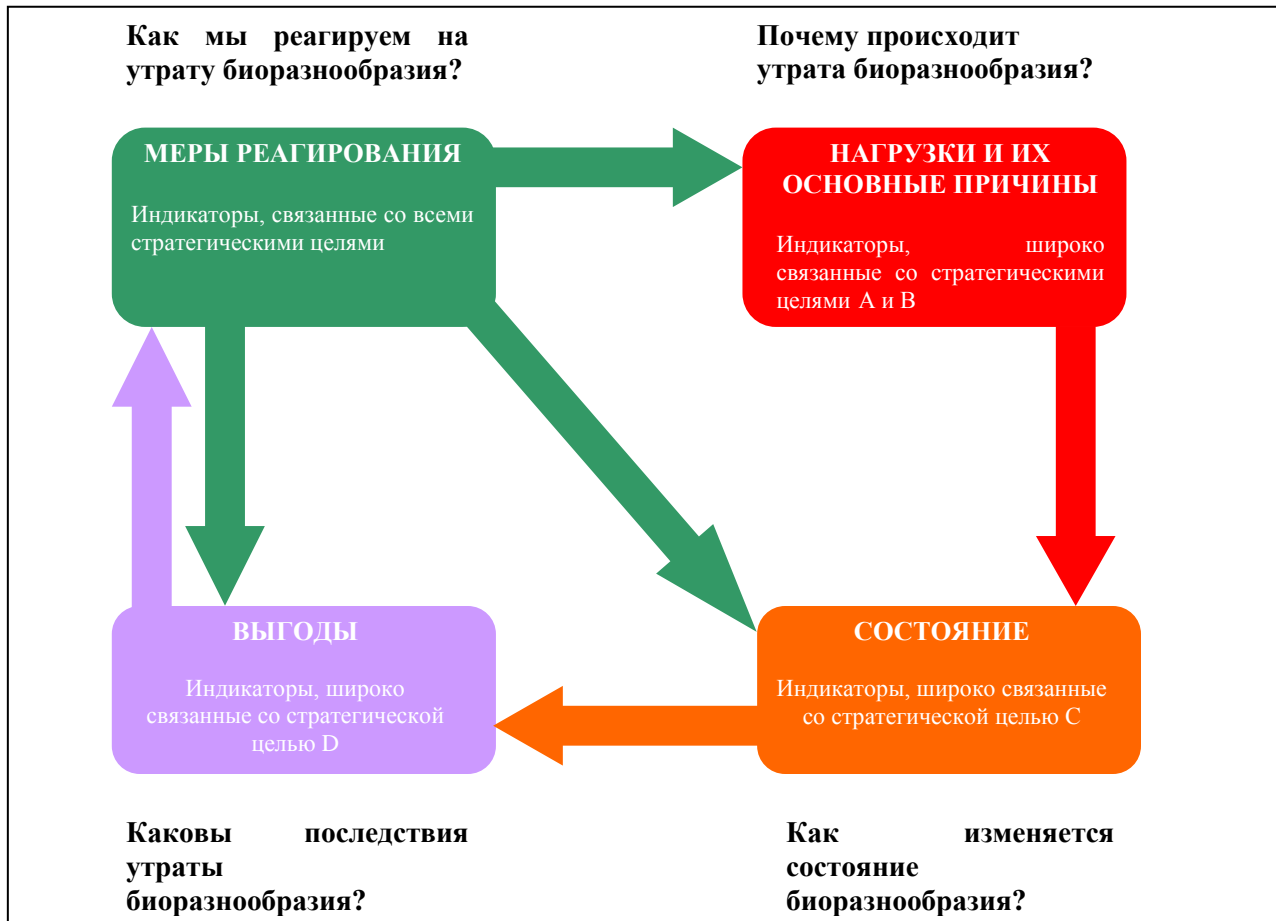 Как мы реагируем на
утрату биоразнообразия?
Почему происходит
утрата биоразнообразия?
МЕРЫ РЕАГИРОВАНИЯ
Индикаторы, связанные со всеми
стратегическими целями
НАГРУЗКИ И ИХ
ОСНОВНЫЕ ПРИЧИНЫ
Индикаторы, широко
связанные со стратегическими
целями А и В
ВЫГОДЫ
Индикаторы, широко
связанные со стратегической
целью D
СОСТОЯНИЕ
Индикаторы, широко связанные
со стратегической целью С
Каковы последствия
утраты
биоразнообразия?
Как изменяется
состояние
биоразнообразия?